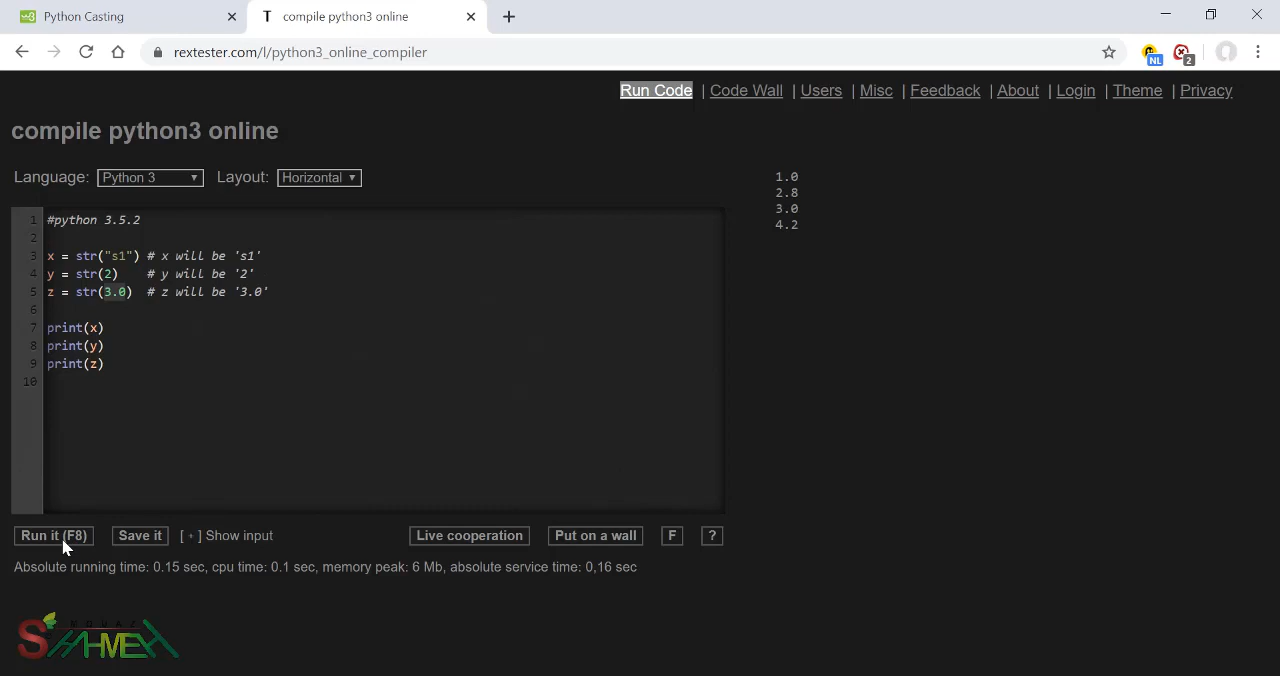 Python Casting
compile python3 online
rextester.com/l/python3_online_compiler
NL
2
Run Code | Code Wall | Users | Misc | Feedback | About | Login | Theme | Privacy
compile python3 online
Language: Python 3 Layout: Horizontal
1 #python 3.5.2
2
3 x = str("s1") # x will be 's1'
4 y = str(2) # y will be '2'
5 z = str(3.0) # z will be '3.0'
6
7 print(x)
8 print(y)
9 print(z)
10
1.0
2.8
3.0
4.2
Run it (F8) Save it [ + ] Show input Live cooperation Put on a wall F ?
Absolute running time: 0.15 sec, cpu time: 0.1 sec, memory peak: 6 Mb, absolute service time: 0,16 sec